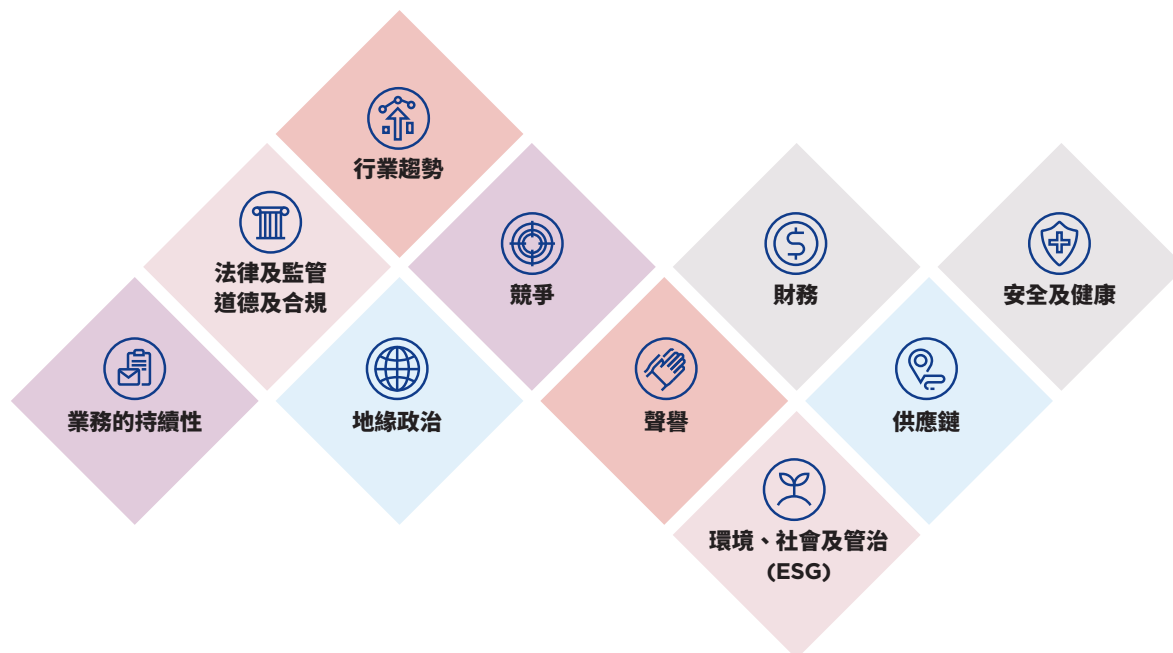 行業趨勢
法律及監管
道德及合規
競爭
財務
安全及健康
業務的持續性
地緣政治
聲譽
供應鏈
環境、社會及管治
(ESG)